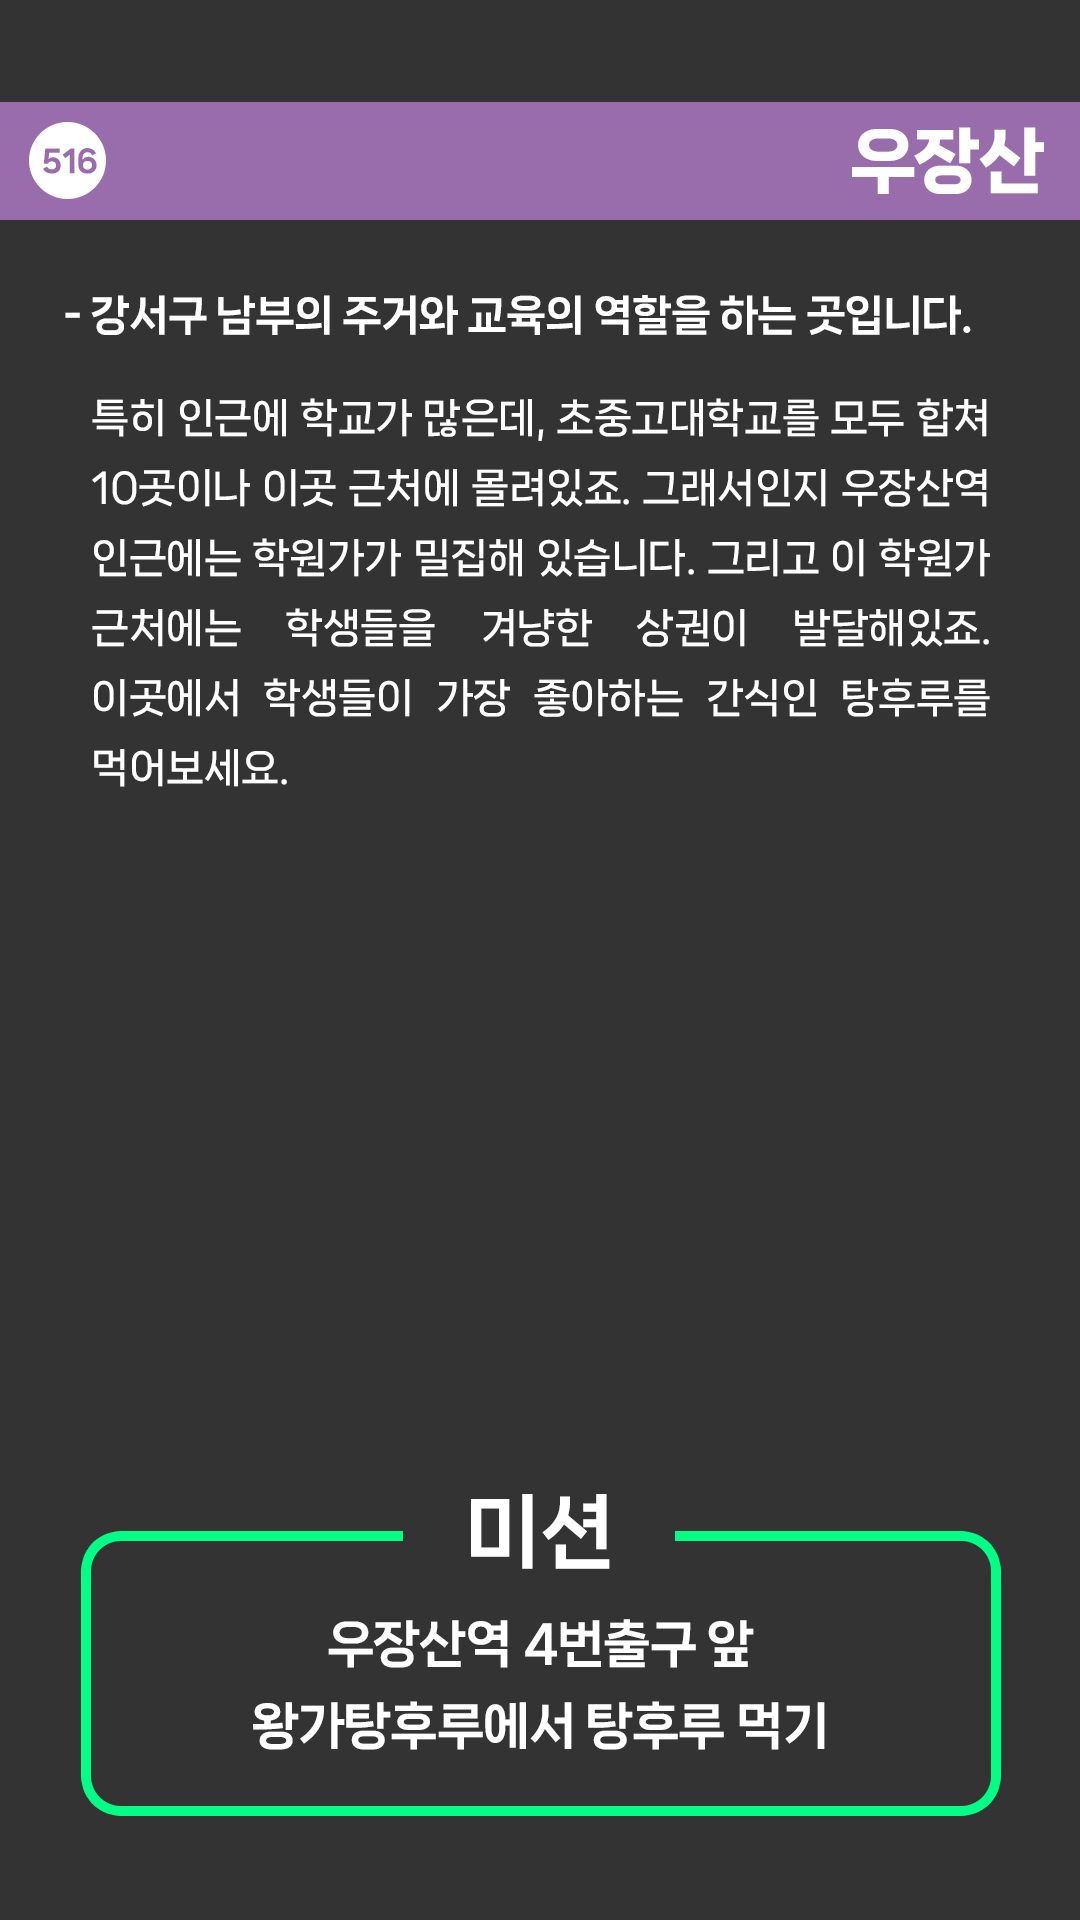 516
우장산
- 강서구 남부의 주거와 교육의 역할을 하는 곳입니다.
특히 인근에 학교가 많은데, 초중고대학교를 모두 합쳐
10곳이나 이곳 근처에 몰려있죠. 그래서인지 우장산역
인근에는 학원가가 밀집해 있습니다. 그리고 이 학원가
근처에는 학생들을 겨냥한 상권이 발달해있죠.
이곳에서 학생들이 가장 좋아하는 간식인 탕후루를
먹어보세요.
미션
우장산역 4번출구 앞
왕가탕후루에서 탕후루 먹기